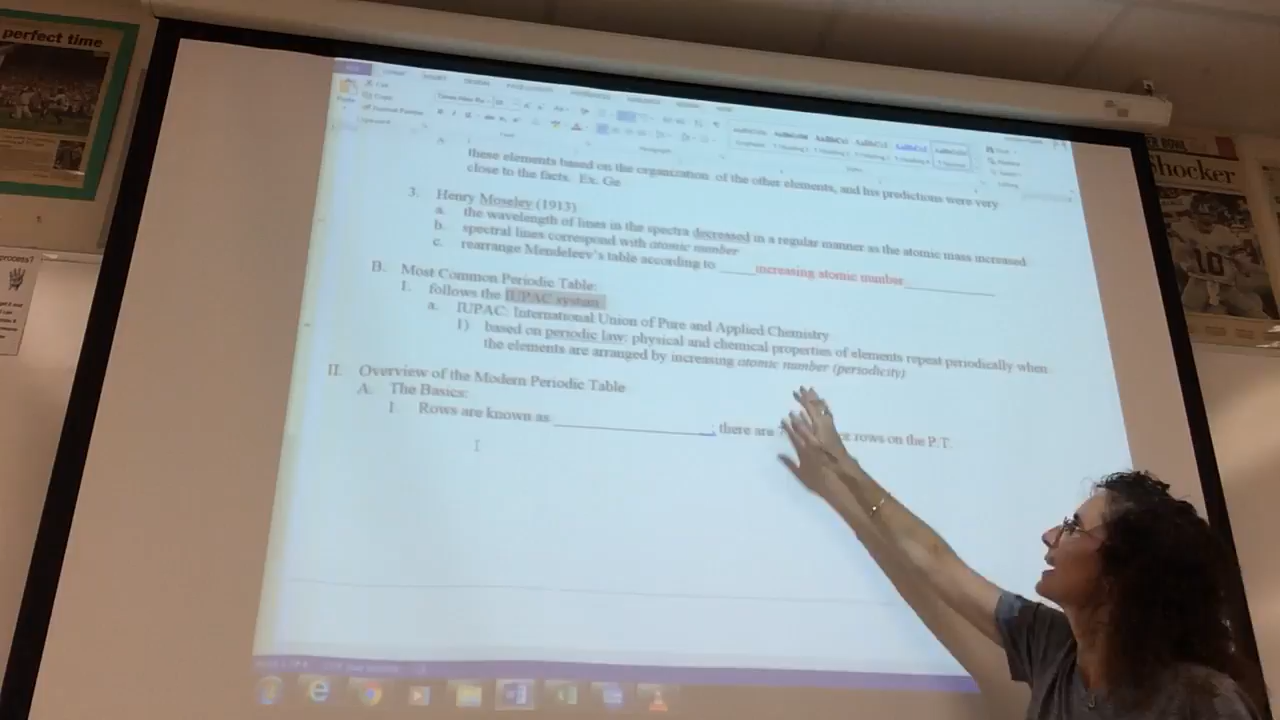 perfect time
these elements based on the organization of the other elements, and his predictions were very
close to the facts. Ex. Ge
3. Henry Moseley (1913)
a. the wavelength of lines in the spectra decreased in a regular manner as the atomic mass increased
b. spectral lines correspond with atomic number
c. rearrange Mendeleev's table according to _____increasing atomic number_____________
B. Most Common Periodic Table:
1. follows the IUPAC system
a. IUPAC: International Union of Pure and Applied Chemistry
1) based on periodic law: physical and chemical properties of elements repeat periodically when
the elements are arranged by increasing atomic number (periodicity)
II. Overview of the Modern Periodic Table
A. The Basics:
1. Rows are known as ______________________; there are rows on the P.T.
Shocker
10
process?